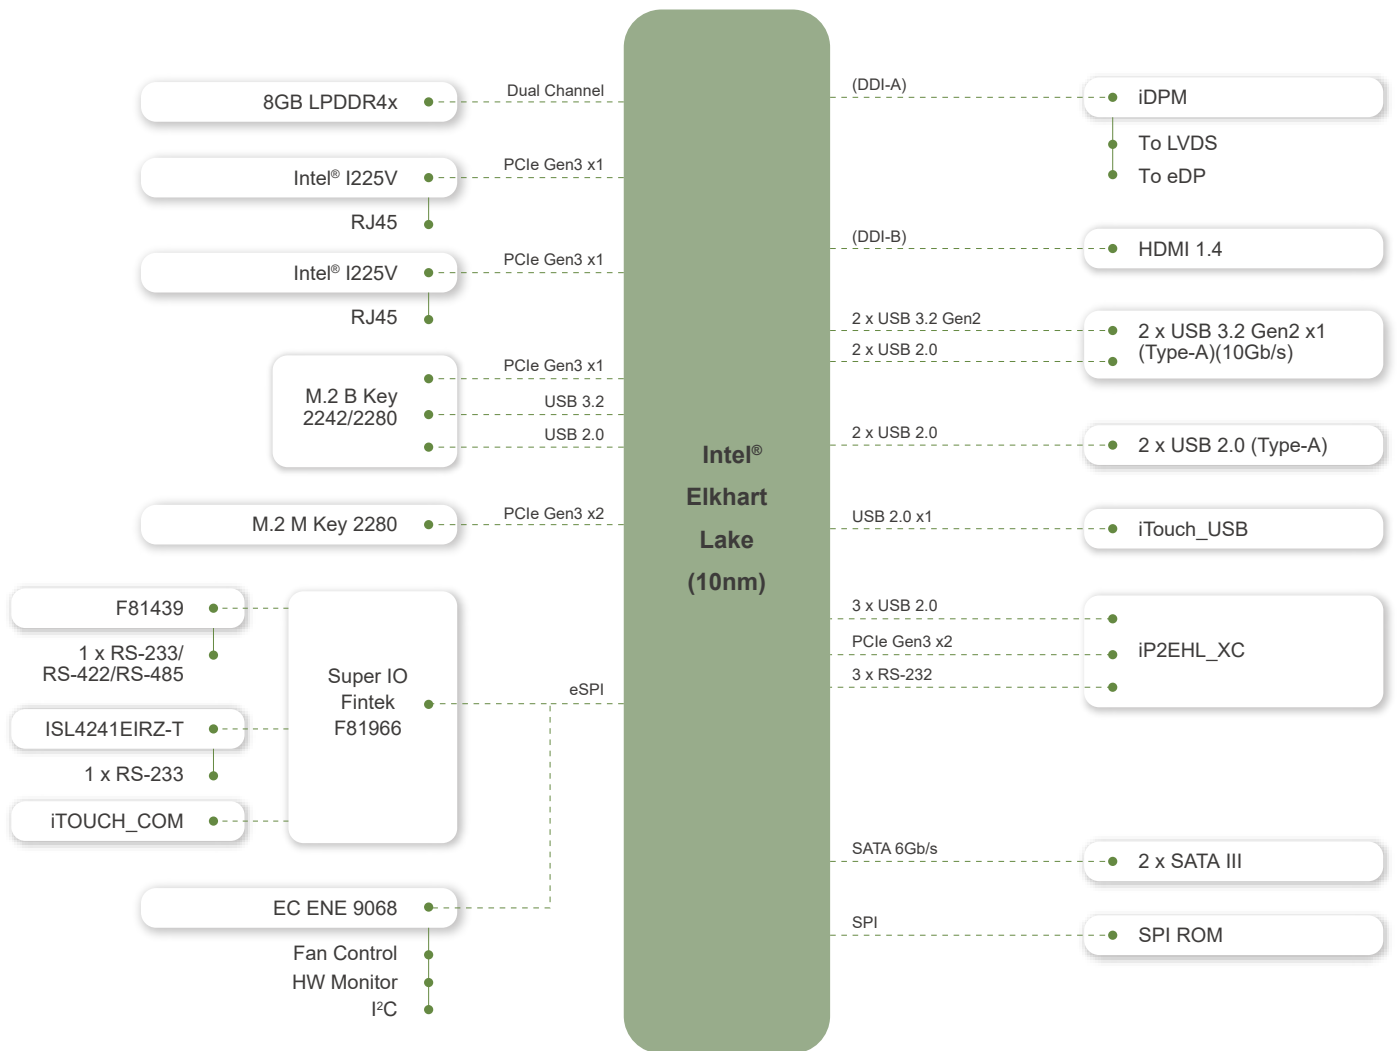 8GB LPDDR4x
Dual Channel
Intel® I225V
PCIe Gen3 x1
RJ45
Intel® I225V
PCIe Gen3 x1
RJ45
M.2 B Key
2242/2280
PCIe Gen3 x1
USB 3.2
USB 2.0
M.2 M Key 2280
PCIe Gen3 x2
F81439
1 x RS-233/
RS-422/RS-485
ISL4241EIRZ-T
1 x RS-233
iTOUCH_COM
Super IO
Fintek
F81966
eSPI
EC ENE 9068
Fan Control
HW Monitor
I²C
Intel®
Elkhart
Lake
(10nm)
(DDI-A)
iDPM
To LVDS
To eDP
(DDI-B)
HDMI 1.4
2 x USB 3.2 Gen2
2 x USB 2.0
2 x USB 3.2 Gen2 x1
(Type-A)(10Gb/s)
2 x USB 2.0
2 x USB 2.0 (Type-A)
USB 2.0 x1
iTouch_USB
3 x USB 2.0
PCIe Gen3 x2
3 x RS-232
iP2EHL_XC
SATA 6Gb/s
2 x SATA III
SPI
SPI ROM